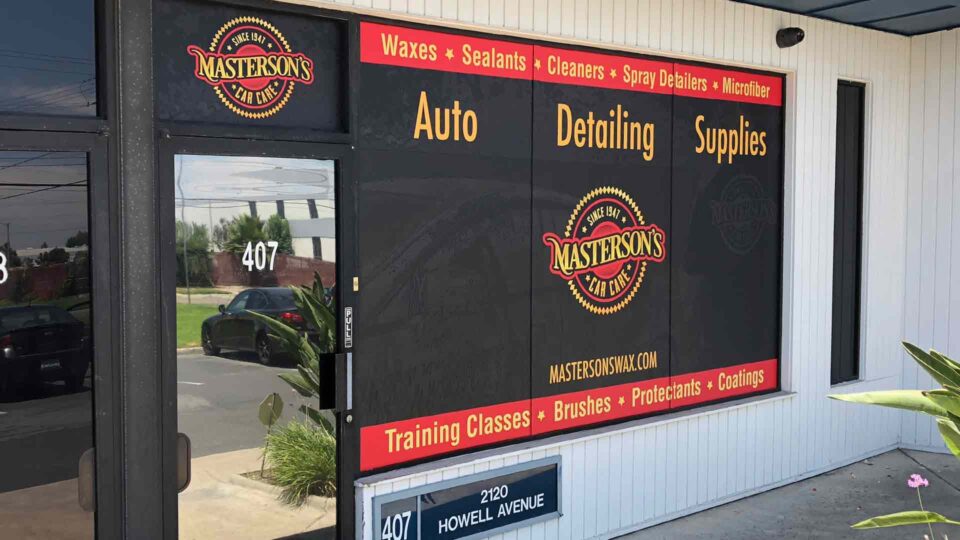 SINCE 1947
MASTERSON'S
CAR CARE
Waxes ★ Sealants ★ Cleaners ★ Spray Detailers ★ Microfiber
Auto Detailing Supplies
SINCE 1947
MASTERSON'S
CAR CARE
MASTERSONSWAX.COM
Training Classes ★ Brushes ★ Protectants ★ Coatings
407
PULL
407
2120
HOWELL AVENUE